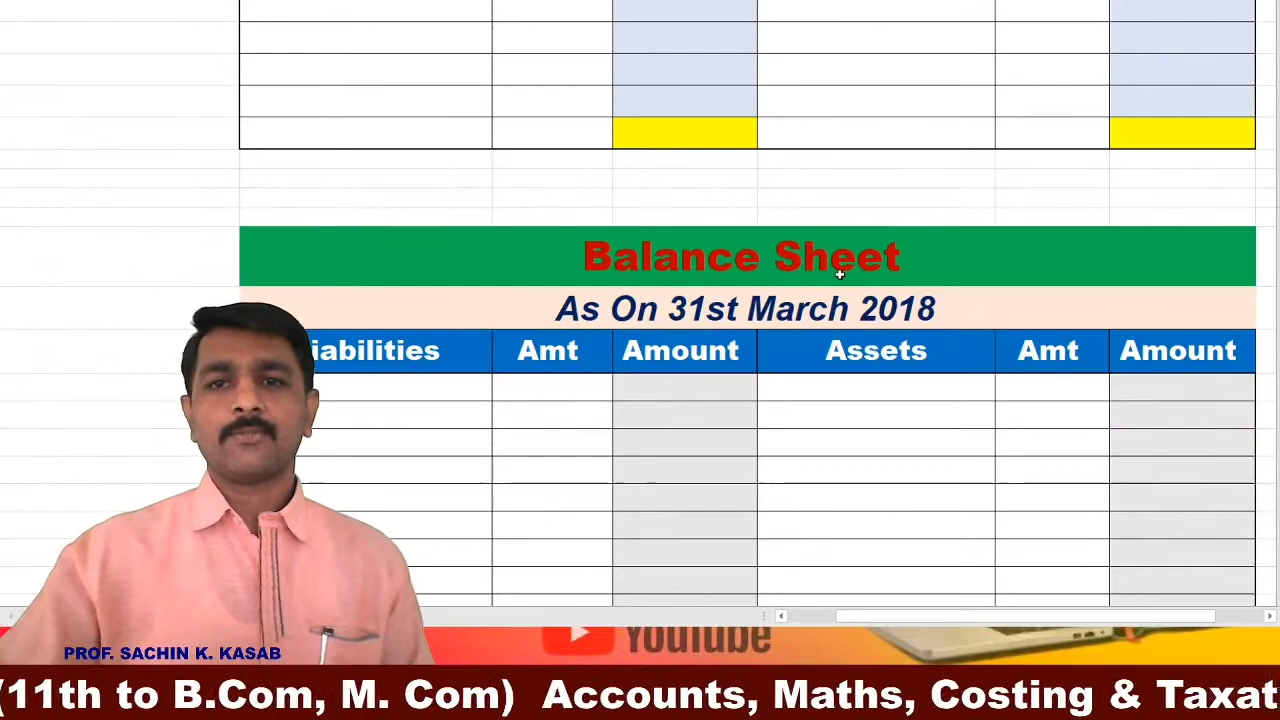 Balance Sheet
As On 31st March 2018
iabilities Amt Amount Assets Amt Amount
YouTube
PROF. SACHIN K. KASAB
(11th to B.Com, M. Com) Accounts, Maths, Costing & Taxat